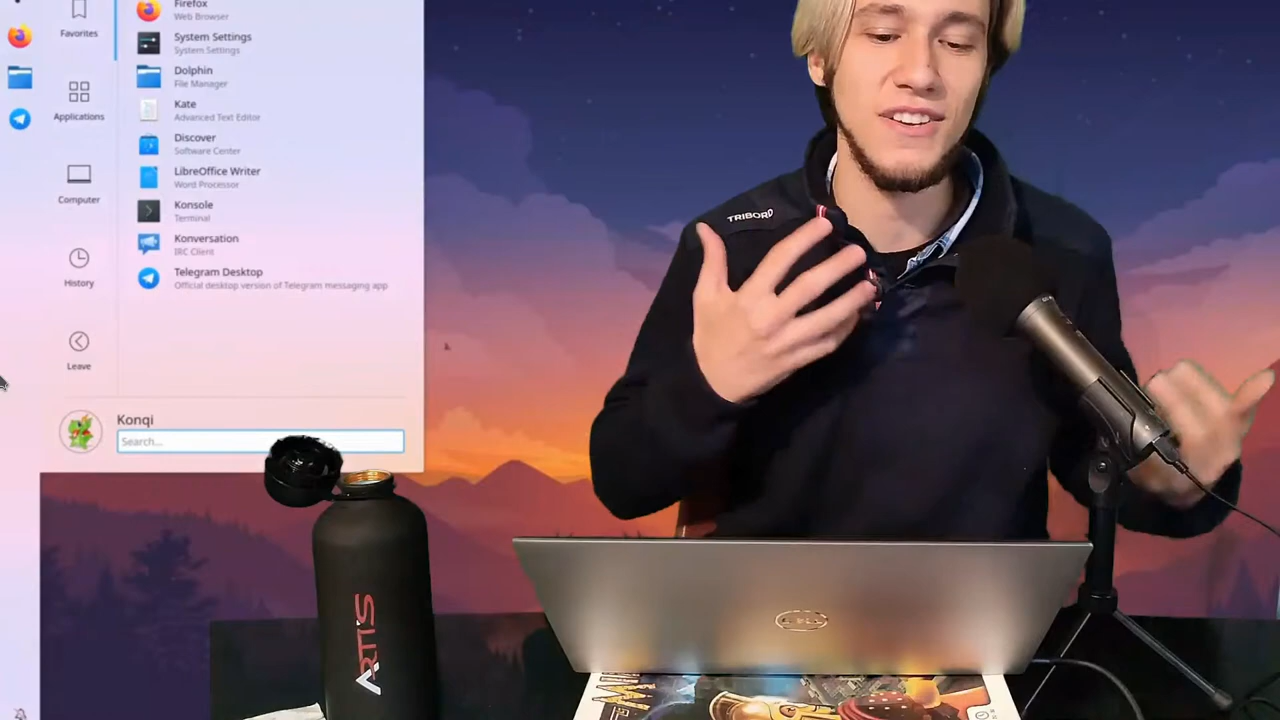 Firefox
Web Browser
Favorites
System Settings
System Settings
Dolphin
File Manager
Kate
Advanced Text Editor
Applications
Discover
Software Center
LibreOffice Writer
Word Processor
Computer
Konsole
Terminal
Konversation
IRC Client
Telegram Desktop
Official desktop version of Telegram messaging app
History
Leave
Konqi
Search...
TRIBORD
ARTIS
DELL